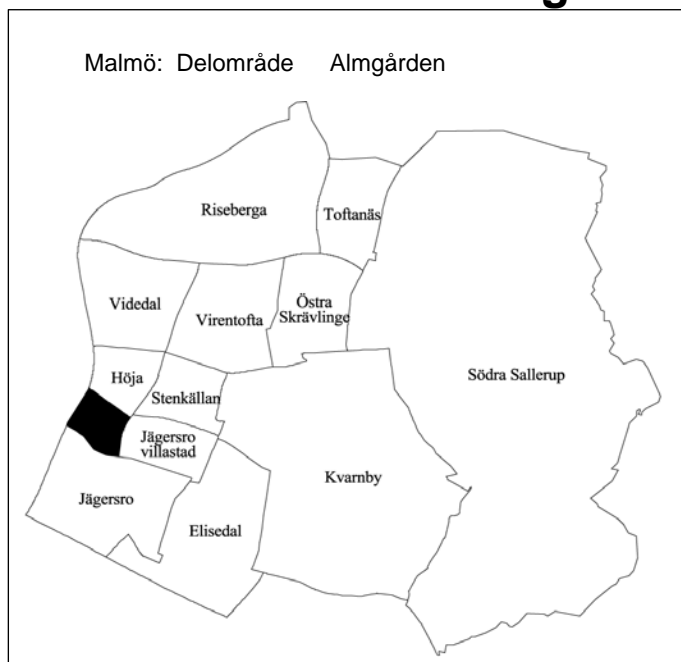 Malmö: Delområde Almgården
Riseberga
Toftanäs
Videdal
Virentofta
Östra
Skrävlinge
Södra Sallerup
Höja
Stenkällan
Jägersro
villastad
Kvarnby
Jägersro
Elisedal